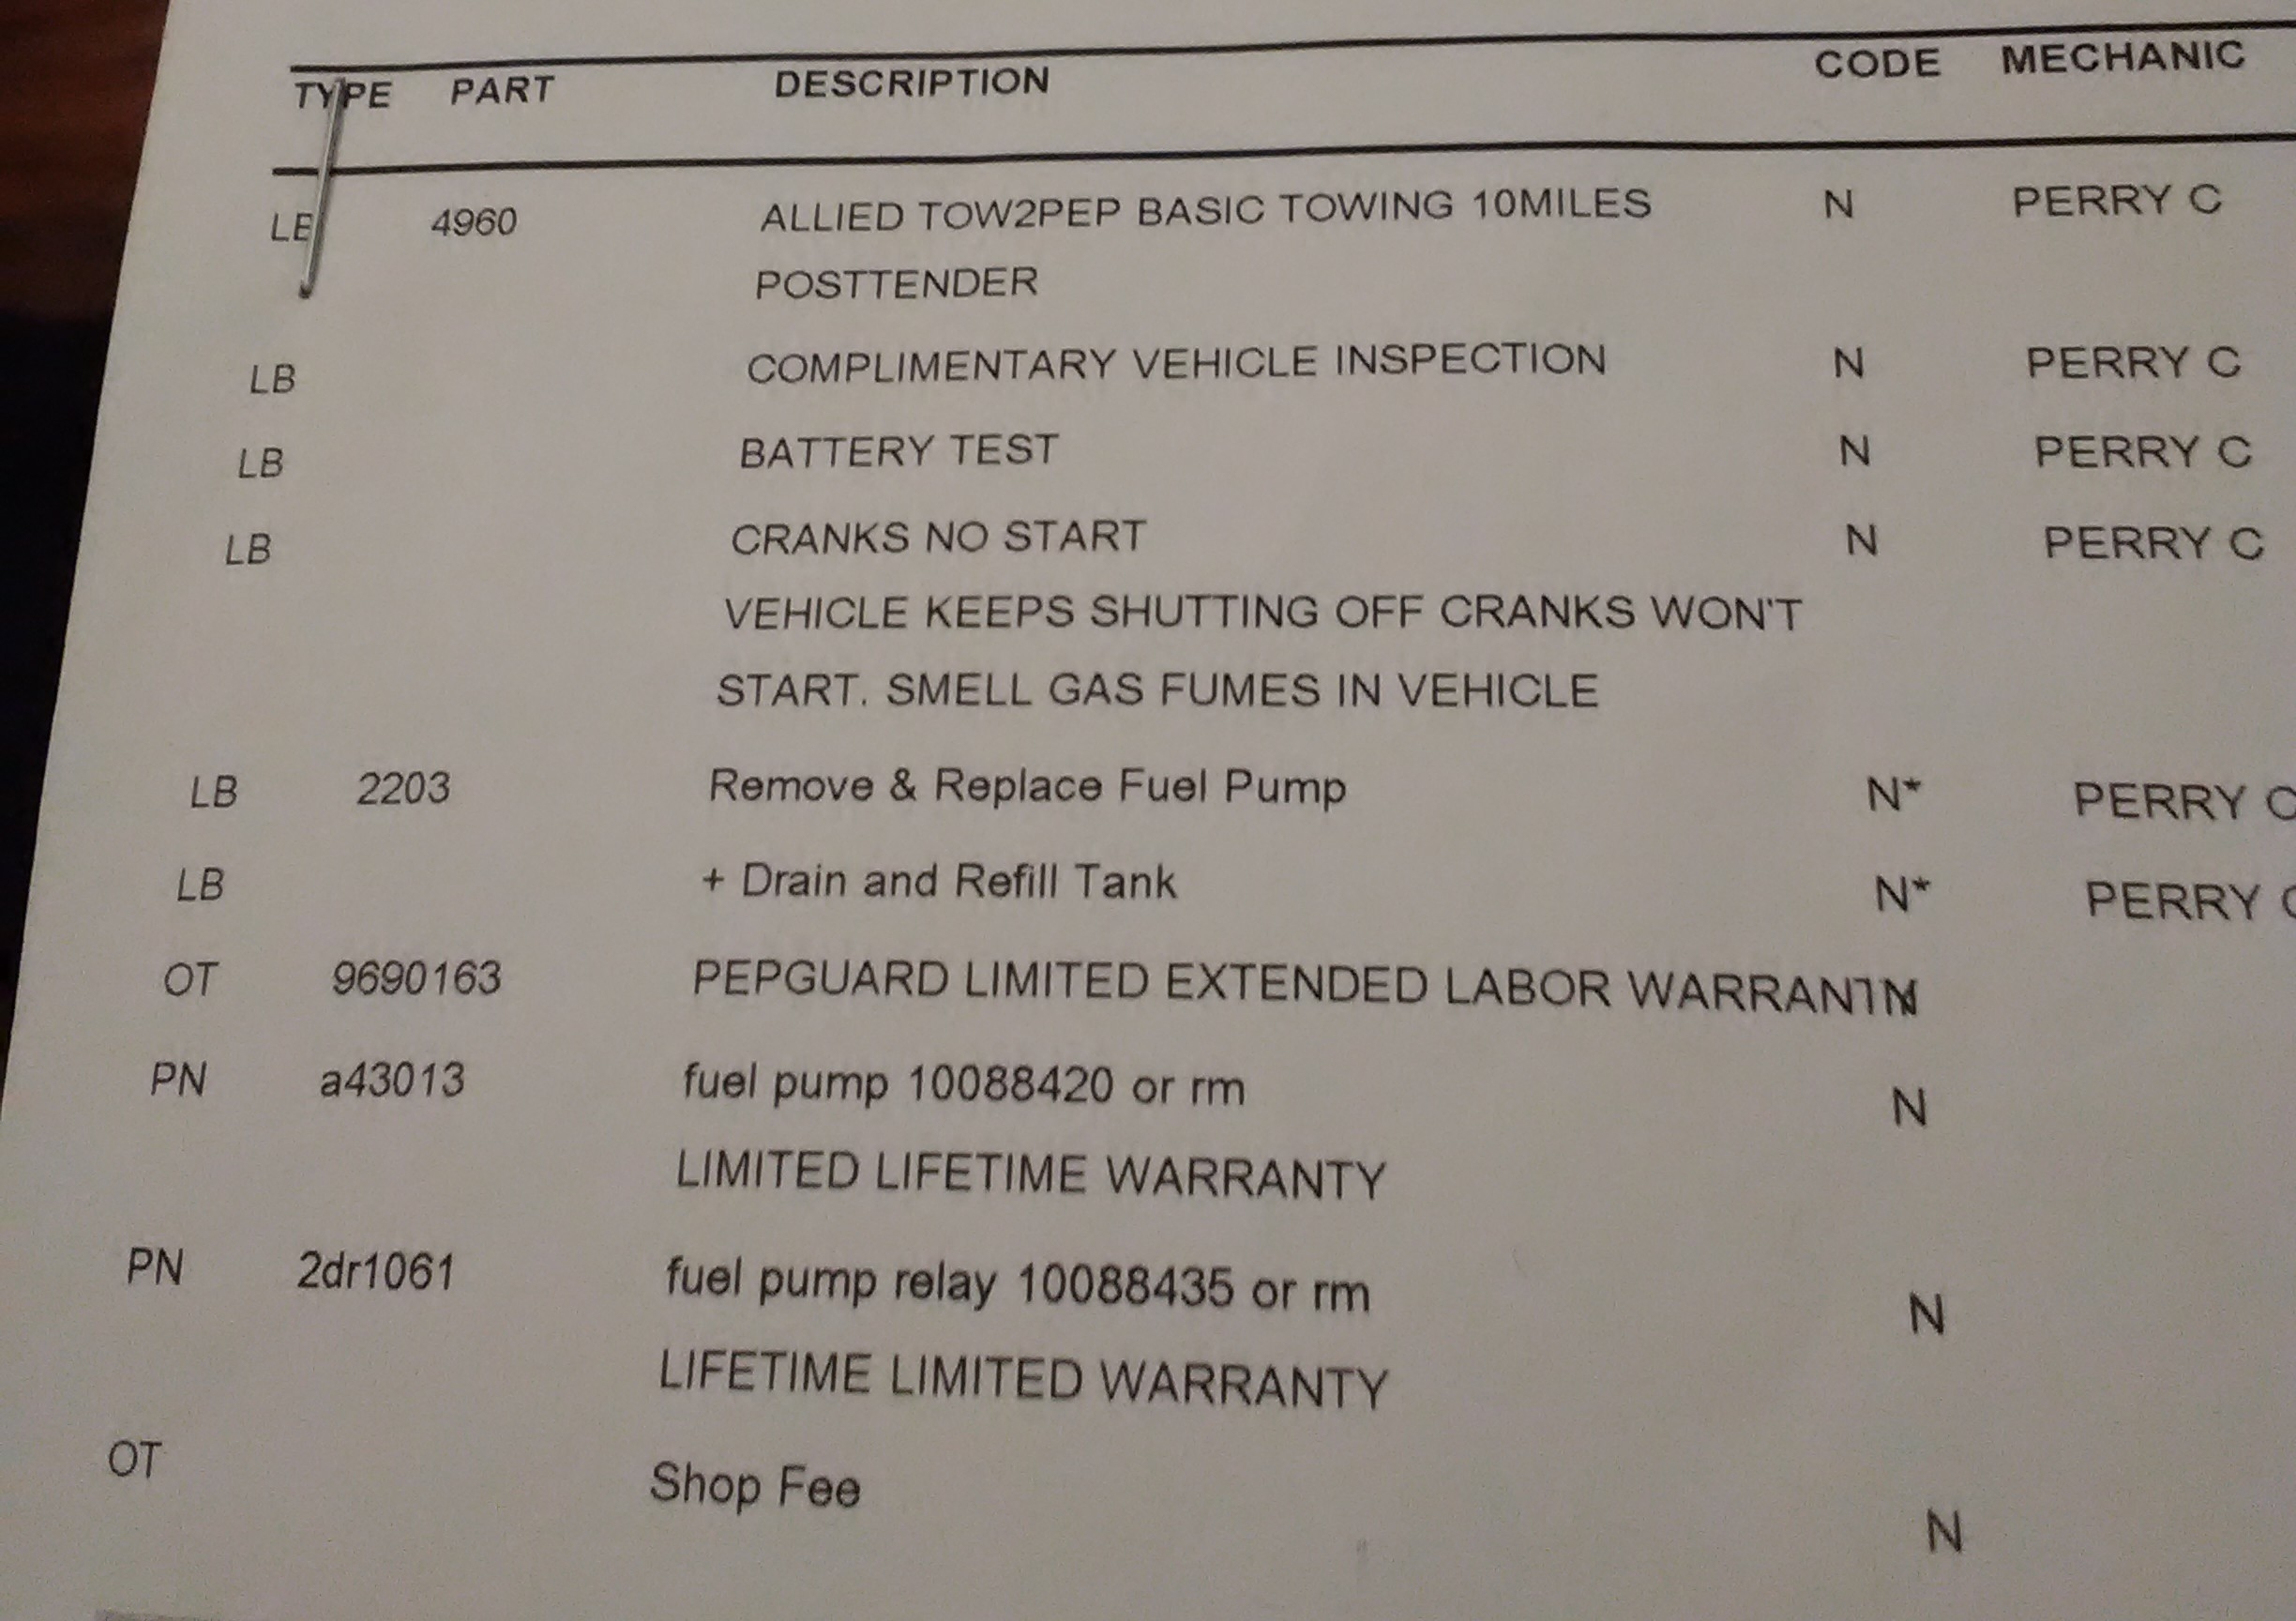 TYPE PART DESCRIPTION CODE MECHANIC
LB 4960 ALLIED TOW2PEP BASIC TOWING 10MILES N PERRY C
POSTTENDER
LB COMPLIMENTARY VEHICLE INSPECTION N PERRY C
LB BATTERY TEST N PERRY C
LB CRANKS NO START N PERRY C
VEHICLE KEEPS SHUTTING OFF CRANKS WON'T
START. SMELL GAS FUMES IN VEHICLE
LB 2203 Remove & Replace Fuel Pump N* PERRY C
LB + Drain and Refill Tank N* PERRY C
OT 9690163 PEPGUARD LIMITED EXTENDED LABOR WARRANT N
PN a43013 fuel pump 10088420 or rm N
LIMITED LIFETIME WARRANTY
PN 2dr1061 fuel pump relay 10088435 or rm N
LIFETIME LIMITED WARRANTY
OT Shop Fee N